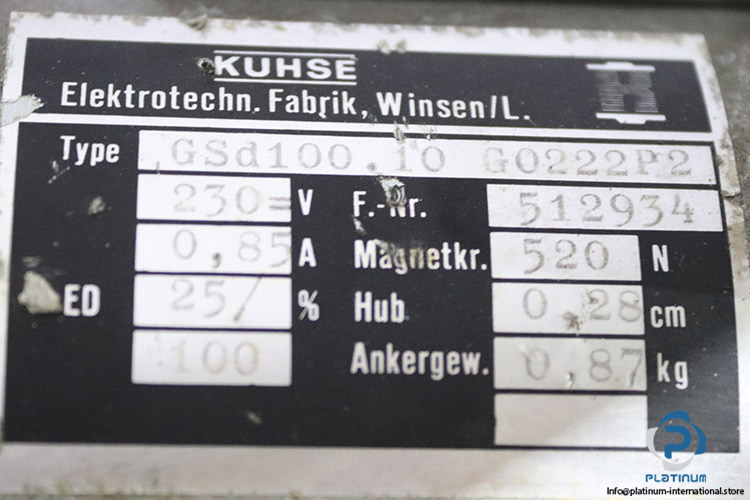 KUHSE
Elektrotechn. Fabrik, Winsen/L.
Type GSd100.10 G0222P2
230= V F.-Nr. 512934
0,85 A Magnetkr. 520 N
ED 25/ % Hub 0,28 cm
100 Ankergew. 0,87 kg
PLATINUM
Info@platinum-international.store